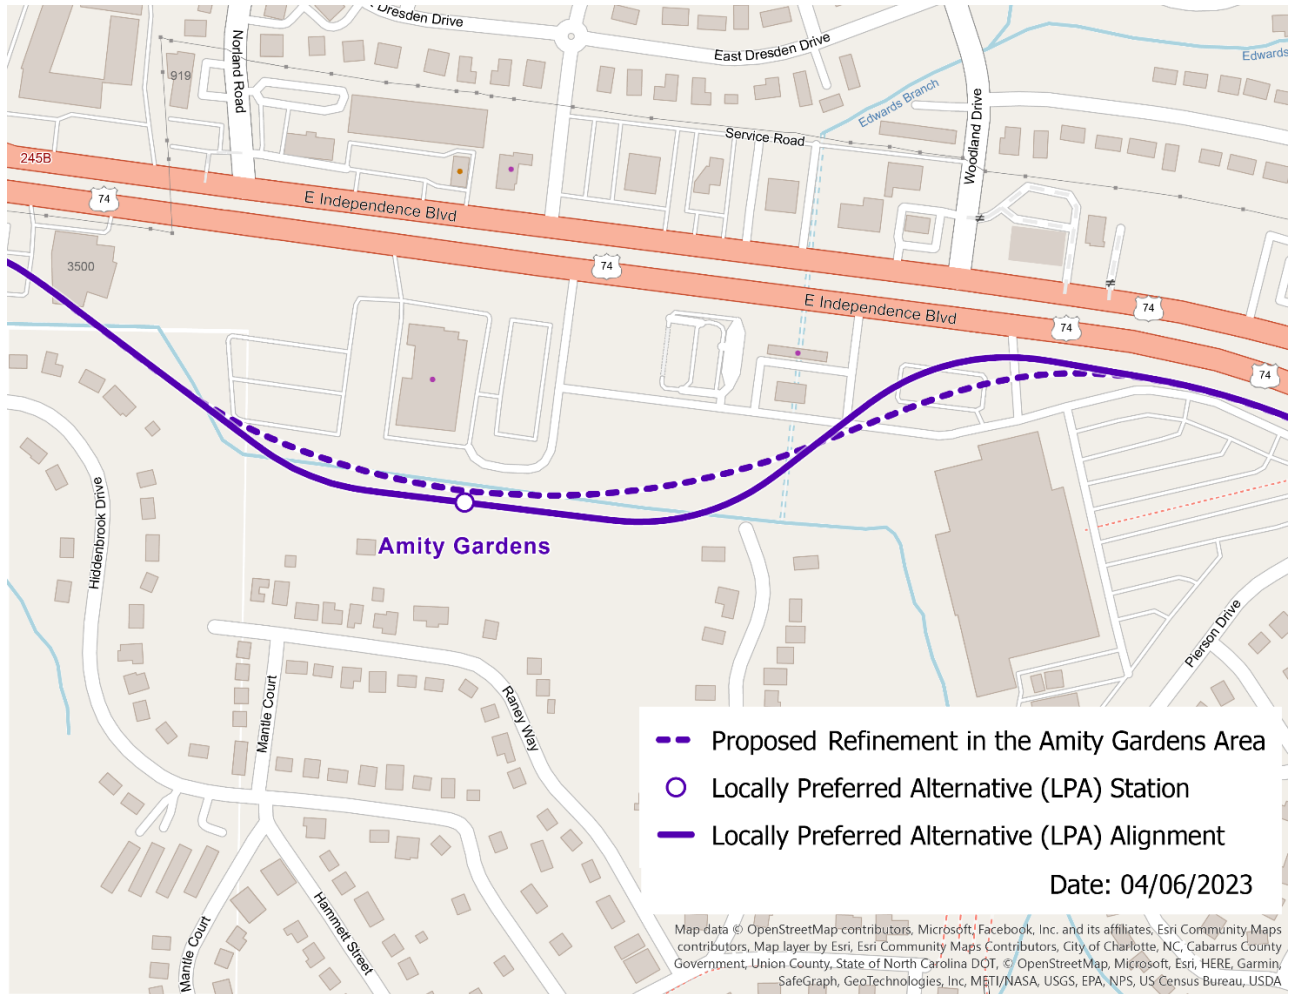 t Dresden Drive
East Dresden Drive
Edwards
Norland Road
919
Edwards Branch
Woodland Drive
Service Road
245B
74
E Independence Blvd
3500
74
E Independence Blvd
74
74
74
Hiddenbrook Drive
Amity Gardens
Pierson Drive
Mantle Court
Raney Way
Proposed Refinement in the Amity Gardens Area
Locally Preferred Alternative (LPA) Station
Locally Preferred Alternative (LPA) Alignment
Date: 04/06/2023
Hammett Street
Mantle Court
Map data © OpenStreetMap contributors, Microsoft, Facebook, Inc. and its affiliates, Esri Community Maps
contributors, Map layer by Esri, Esri Community Maps Contributors, City of Charlotte, NC, Cabarrus County
Government, Union County, State of North Carolina DOT, © OpenStreetMap, Microsoft, Esri, HERE, Garmin,
SafeGraph, GeoTechnologies, Inc, METI/NASA, USGS, EPA, NPS, US Census Bureau, USDA